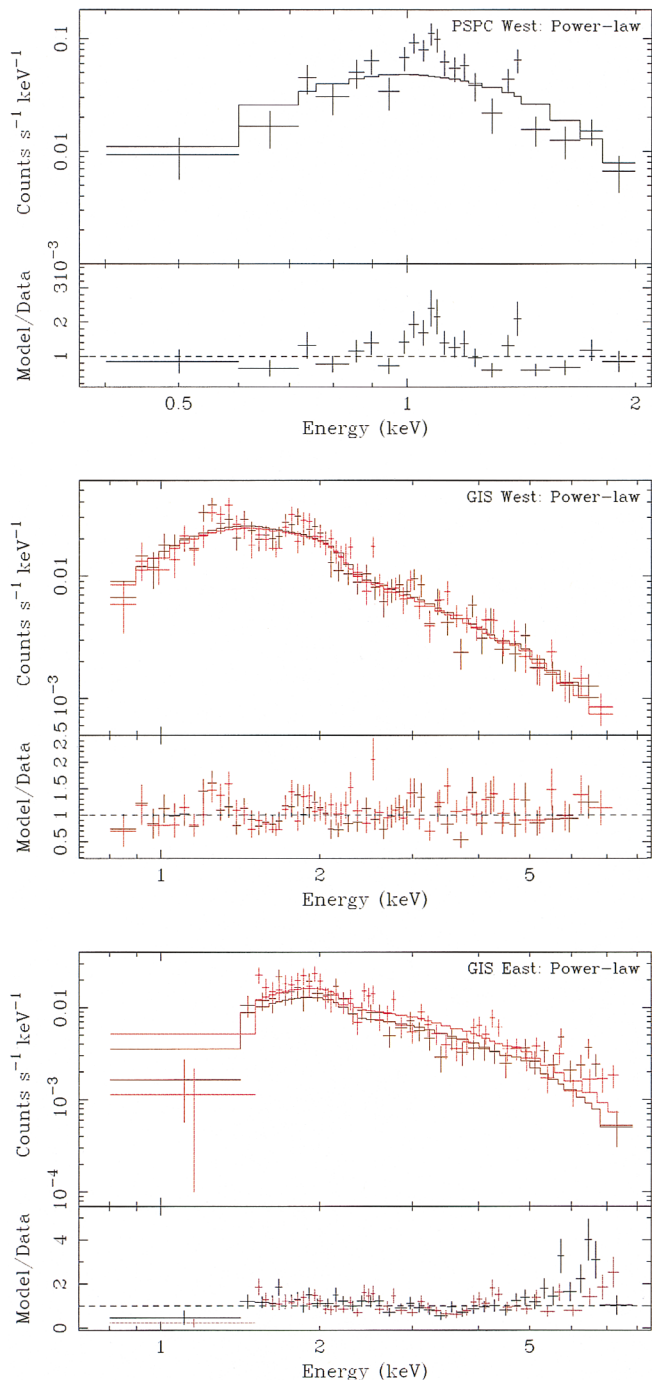 PSPC West: Power-law
0.1
Counts s⁻¹ keV⁻¹
0.01
10⁻³
3
Model/Data
2
1
0.5 1 2
Energy (keV)
GIS West: Power-law
Counts s⁻¹ keV⁻¹
0.01
10⁻³
2.5
Model/Data
2
1.5
1
0.5
1 2 5
Energy (keV)
GIS East: Power-law
0.01
Counts s⁻¹ keV⁻¹
10⁻³
10⁻⁴
Model/Data
4
2
0
1 2 5
Energy (keV)